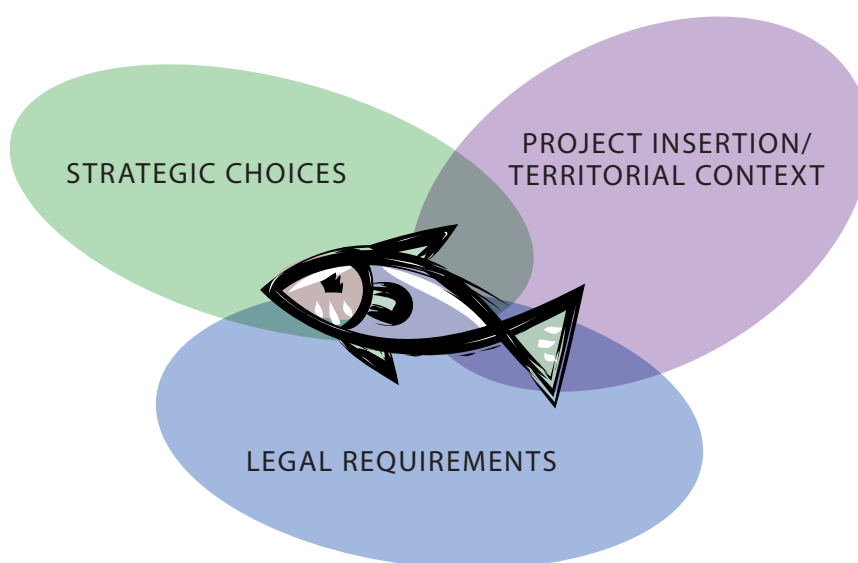 STRATEGIC CHOICES
PROJECT INSERTION/
TERRITORIAL CONTEXT
LEGAL REQUIREMENTS